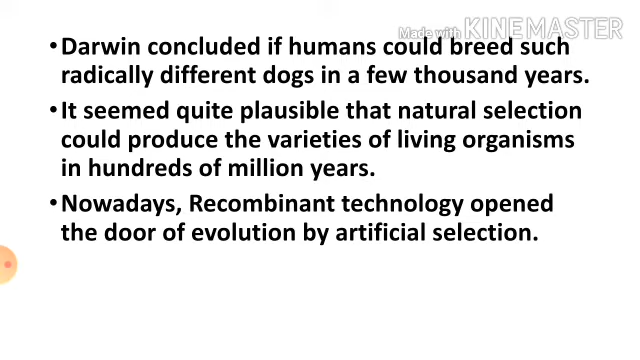 Made with KINEMASTER
• Darwin concluded if humans could breed such
radically different dogs in a few thousand years.
• It seemed quite plausible that natural selection
could produce the varieties of living organisms
in hundreds of million years.
• Nowadays, Recombinant technology opened
the door of evolution by artificial selection.